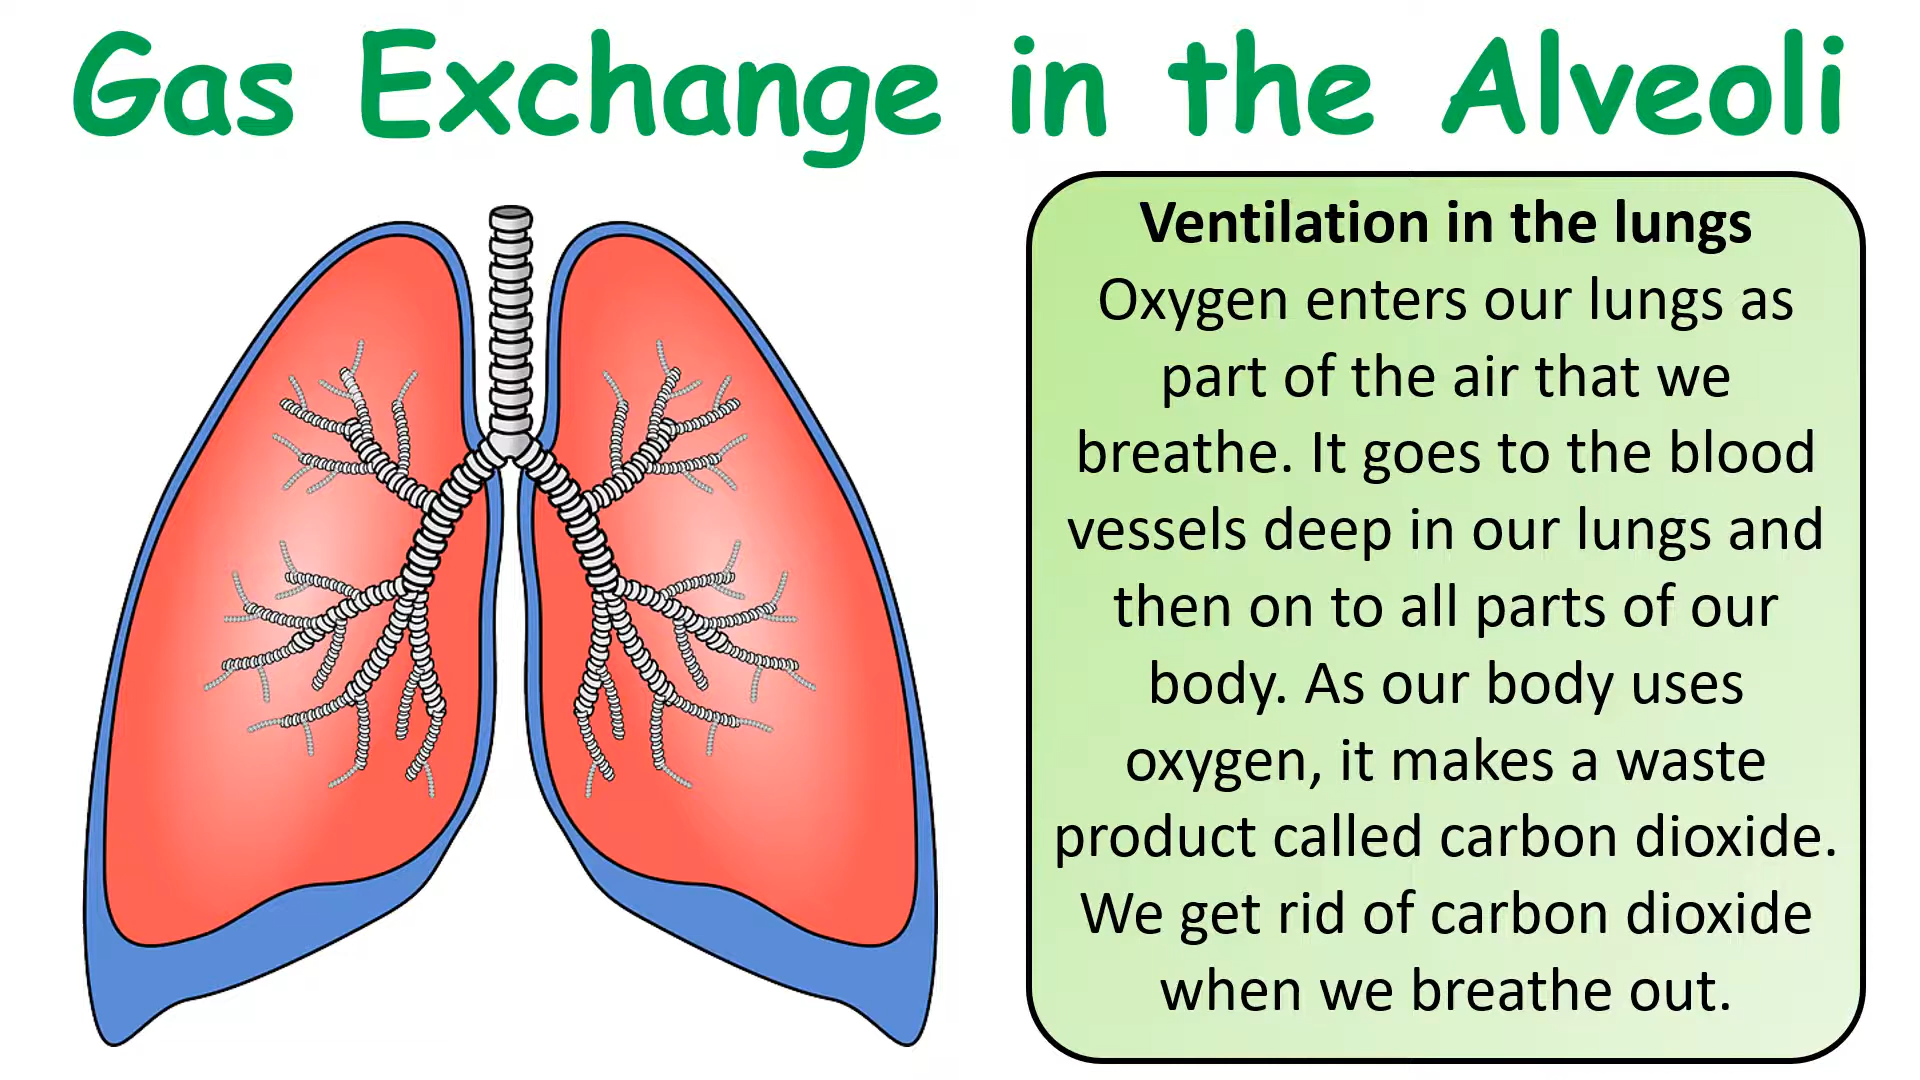 Gas Exchange in the Alveoli
Ventilation in the lungs
Oxygen enters our lungs as
part of the air that we
breathe. It goes to the blood
vessels deep in our lungs and
then on to all parts of our
body. As our body uses
oxygen, it makes a waste
product called carbon dioxide.
We get rid of carbon dioxide
when we breathe out.